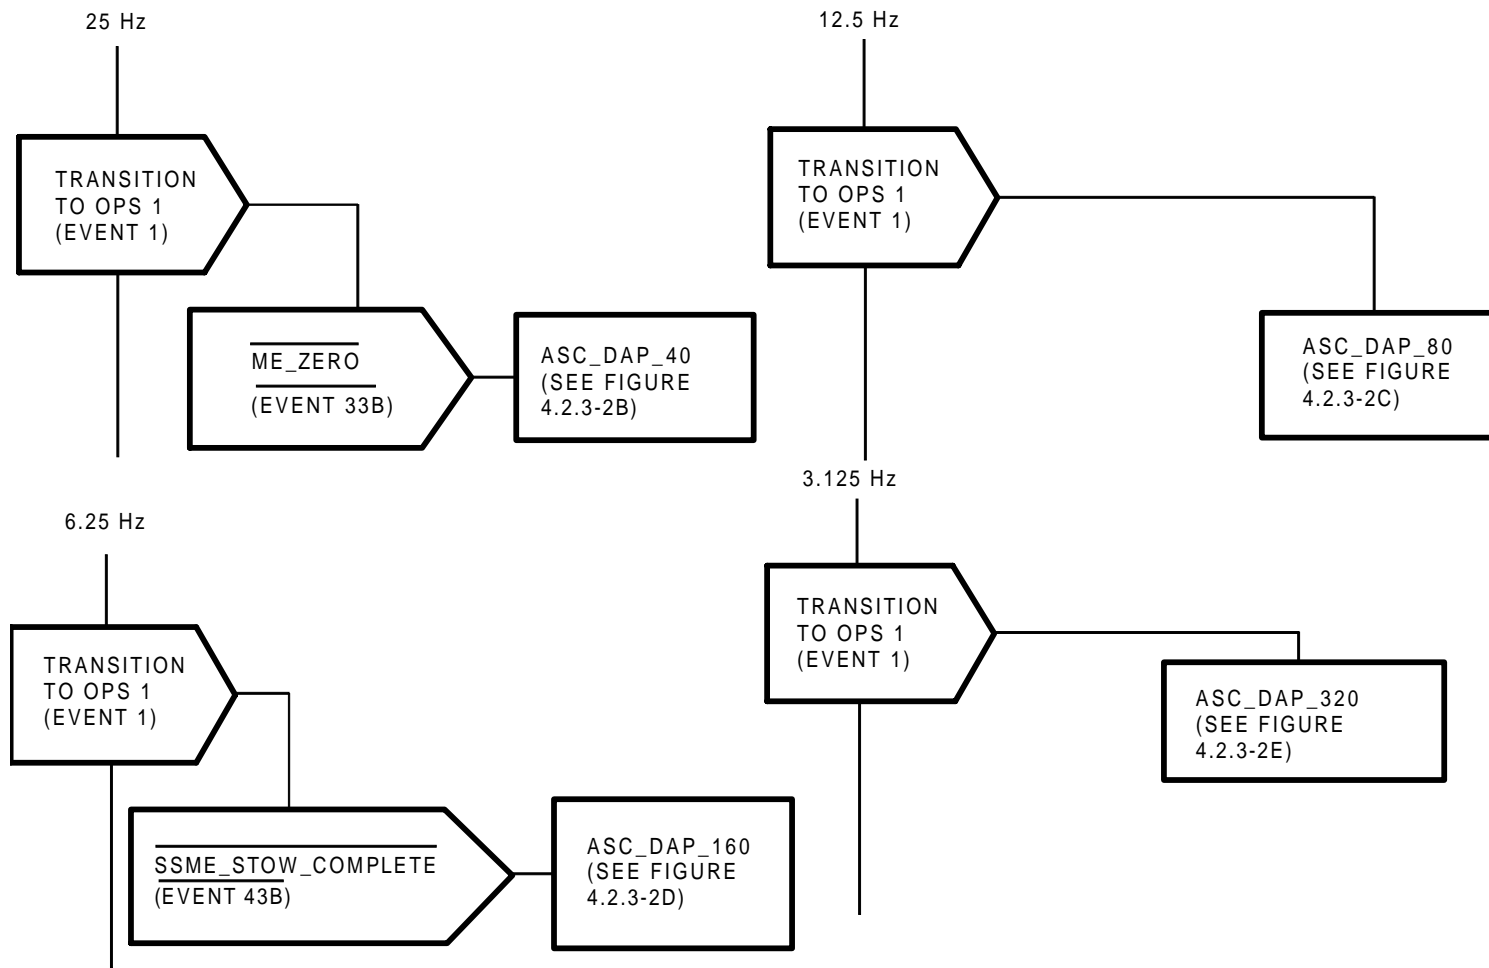 25 Hz
TRANSITION
TO OPS 1
(EVENT 1)
ME_ZERO
(EVENT 33B)
ASC_DAP_40
(SEE FIGURE
4.2.3-2B)
12.5 Hz
TRANSITION
TO OPS 1
(EVENT 1)
ASC_DAP_80
(SEE FIGURE
4.2.3-2C)
6.25 Hz
TRANSITION
TO OPS 1
(EVENT 1)
SSME_STOW_COMPLETE
(EVENT 43B)
ASC_DAP_160
(SEE FIGURE
4.2.3-2D)
3.125 Hz
TRANSITION
TO OPS 1
(EVENT 1)
ASC_DAP_320
(SEE FIGURE
4.2.3-2E)